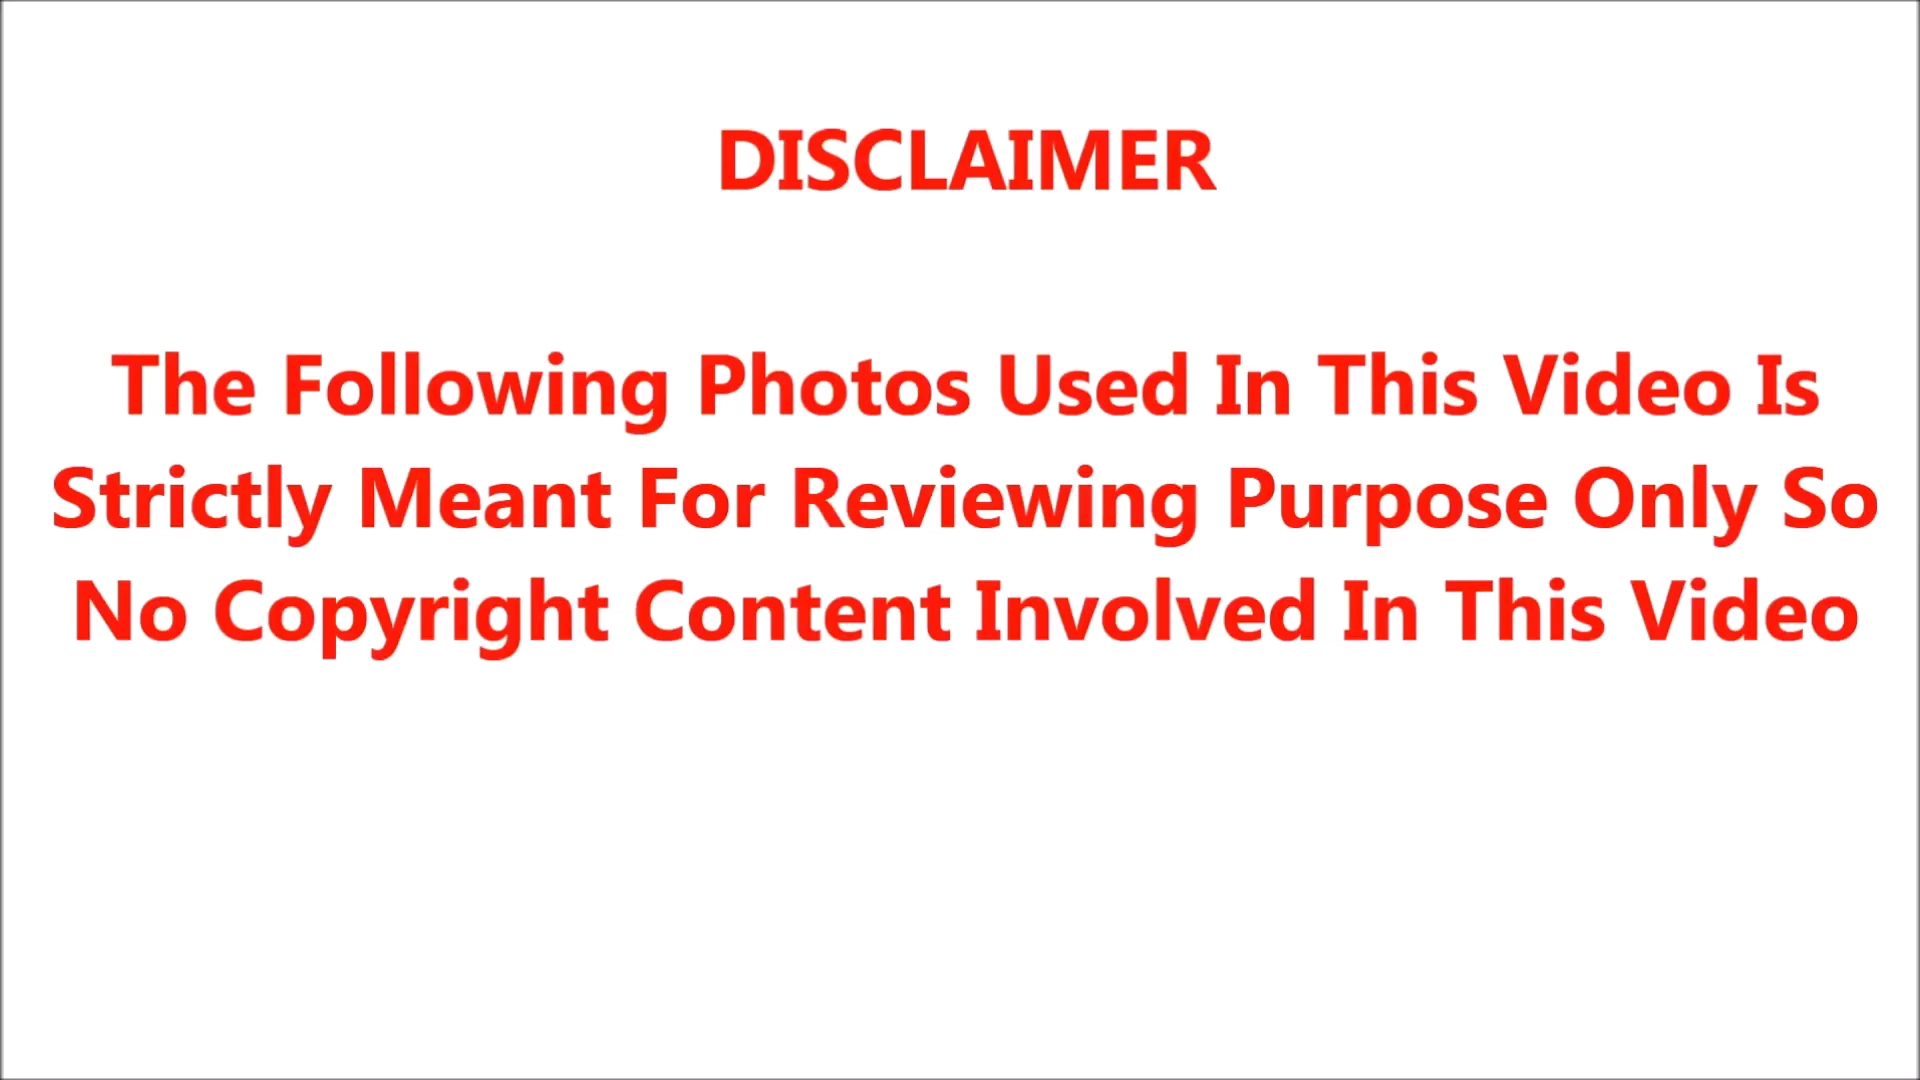 DISCLAIMER
The Following Photos Used In This Video Is
Strictly Meant For Reviewing Purpose Only So
No Copyright Content Involved In This Video